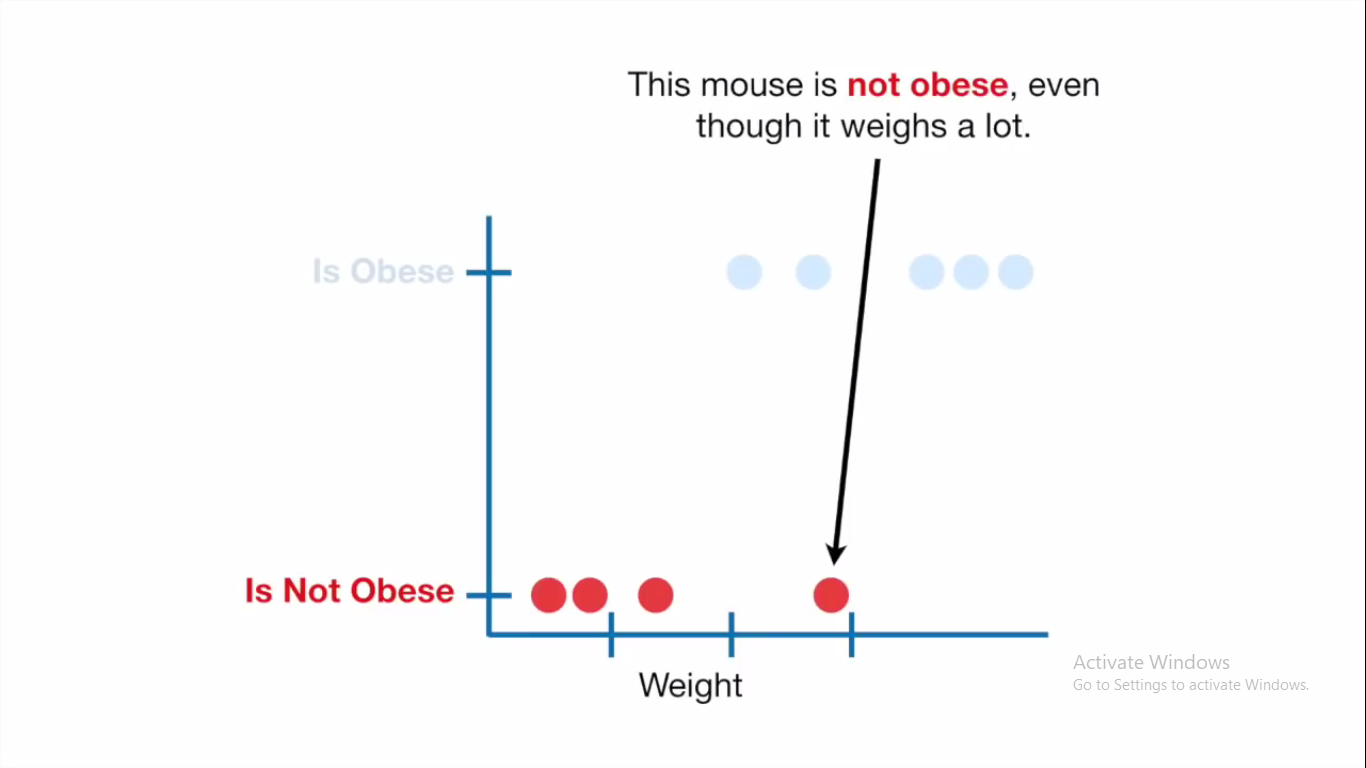 This mouse is not obese, even
though it weighs a lot.
Is Obese
Is Not Obese
Weight
Activate Windows
Go to Settings to activate Windows.